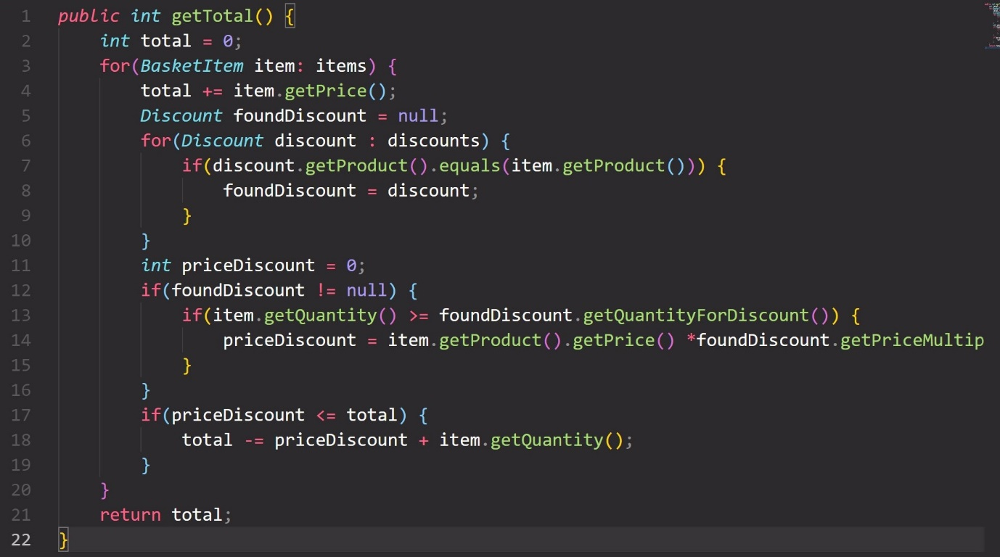 1 public int getTotal() {
2 int total = 0;
3 for(BasketItem item: items) {
4 total += item.getPrice();
5 Discount foundDiscount = null;
6 for(Discount discount : discounts) {
7 if(discount.getProduct().equals(item.getProduct())) {
8 foundDiscount = discount;
9 }
10 }
11 int priceDiscount = 0;
12 if(foundDiscount != null) {
13 if(item.getQuantity() >= foundDiscount.getQuantityForDiscount()) {
14 priceDiscount = item.getProduct().getPrice() *foundDiscount.getPriceMultip
15 }
16 }
17 if(priceDiscount <= total) {
18 total -= priceDiscount + item.getQuantity();
19 }
20 }
21 return total;
22 }